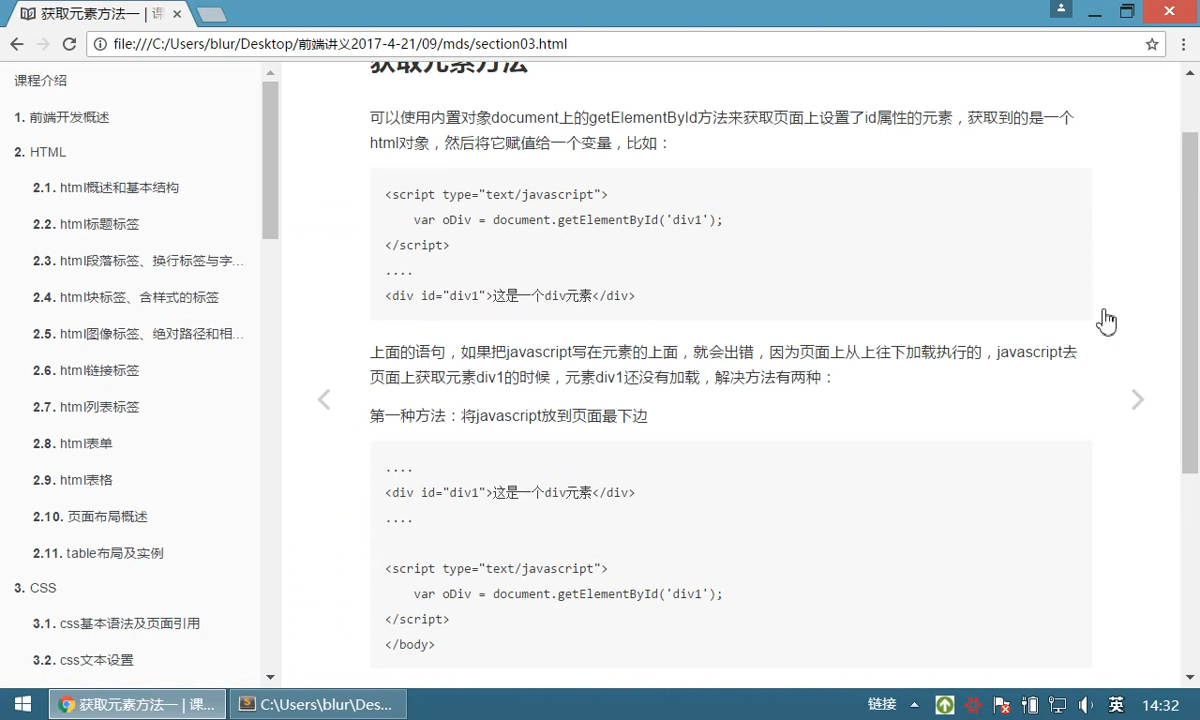 获取元素方法一 | 课
file:///C:/Users/blur/Desktop/前端讲义2017-4-21/09/mds/section03.html
课程介绍
1. 前端开发概述
2. HTML
2.1. html概述和基本结构
2.2. html标题标签
2.3. html段落标签、换行标签与字...
2.4. html块标签、含样式的标签
2.5. html图像标签、绝对路径和相...
2.6. html链接标签
2.7. html列表标签
2.8. html表单
2.9. html表格
2.10. 页面布局概述
2.11. table布局及实例
3. CSS
3.1. css基本语法及页面引用
3.2. css文本设置
获取元素方法
可以使用内置对象document上的getElementById方法来获取页面上设置了id属性的元素，获取到的是一个
html对象，然后将它赋值给一个变量，比如：
<script type="text/javascript">
var oDiv = document.getElementById('div1');
</script>
....
<div id="div1">这是一个div元素</div>
上面的语句，如果把javascript写在元素的上面，就会出错，因为页面上从上往下加载执行的，javascript去
页面上获取元素div1的时候，元素div1还没有加载，解决方法有两种：
第一种方法：将javascript放到页面最下边
....
<div id="div1">这是一个div元素</div>
....
<script type="text/javascript">
var oDiv = document.getElementById('div1');
</script>
</body>
获取元素方法一 | 课...
C:\Users\blur\Des...
链接
英
14:32